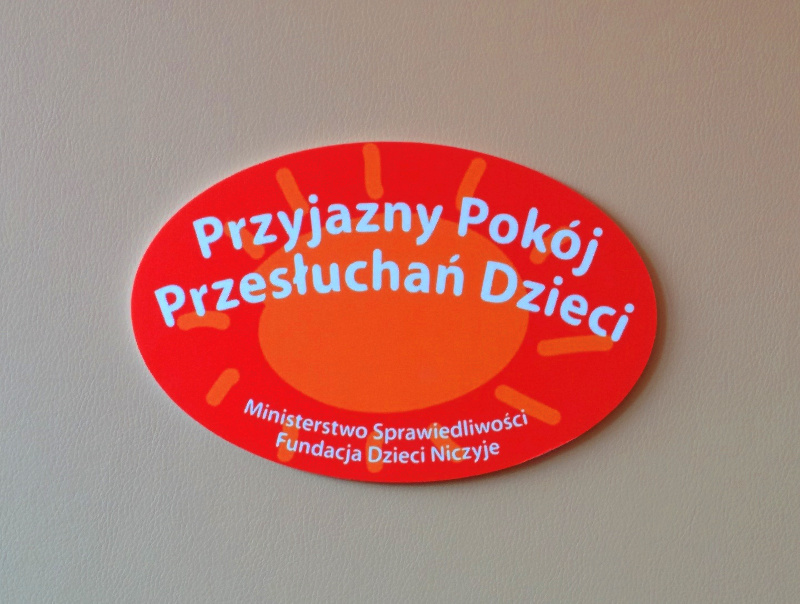 Przyjazny Pokój
Przesłuchań Dzieci
Ministerstwo Sprawiedliwości
Fundacja Dzieci Niczyje